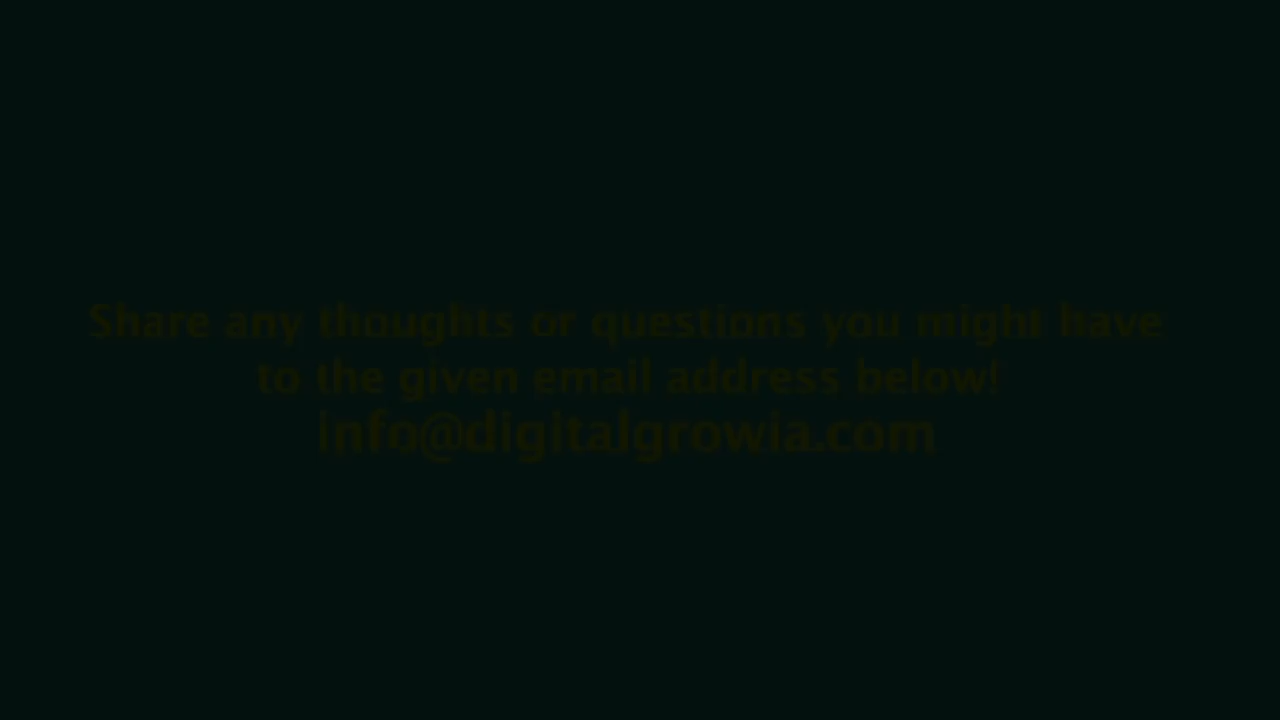 Share any thoughts or questions you might have
to the given email address below!
info@digitalgrowia.com